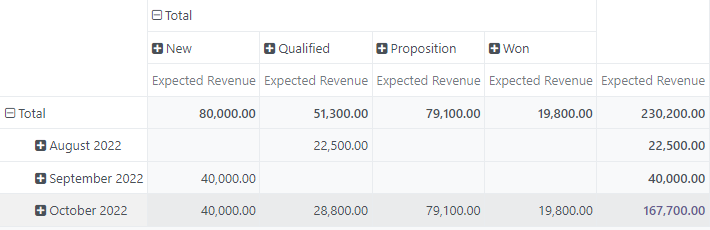 Total
New Qualified Proposition Won
Expected Revenue Expected Revenue Expected Revenue Expected Revenue Expected Revenue
Total 80,000.00 51,300.00 79,100.00 19,800.00 230,200.00
August 2022 22,500.00 22,500.00
September 2022 40,000.00 40,000.00
October 2022 40,000.00 28,800.00 79,100.00 19,800.00 167,700.00